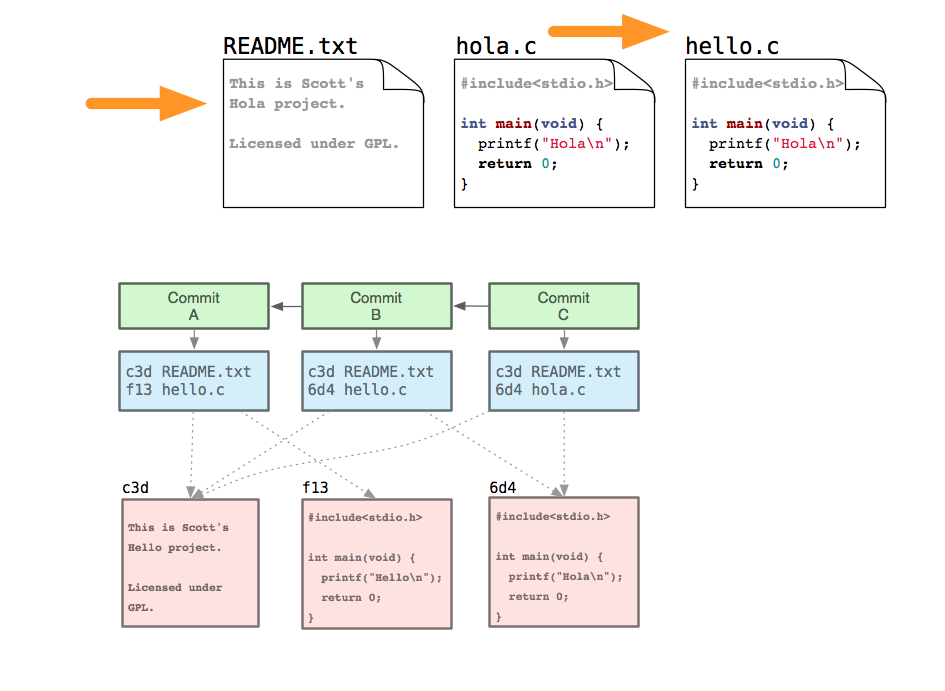 README.txt
This is Scott's
Hola project.
Licensed under GPL.
hola.c
#include<stdio.h>
int main(void) {
printf("Hola\n");
return 0;
}
hello.c
#include<stdio.h>
int main(void) {
printf("Hola\n");
return 0;
}
Commit
A
Commit
B
Commit
C
c3d README.txt
f13 hello.c
c3d README.txt
6d4 hello.c
c3d README.txt
6d4 hola.c
c3d
This is Scott's
Hello project.
Licensed under
GPL.
f13
#include<stdio.h>
int main(void) {
printf("Hello\n");
return 0;
}
6d4
#include<stdio.h>
int main(void) {
printf("Hola\n");
return 0;
}